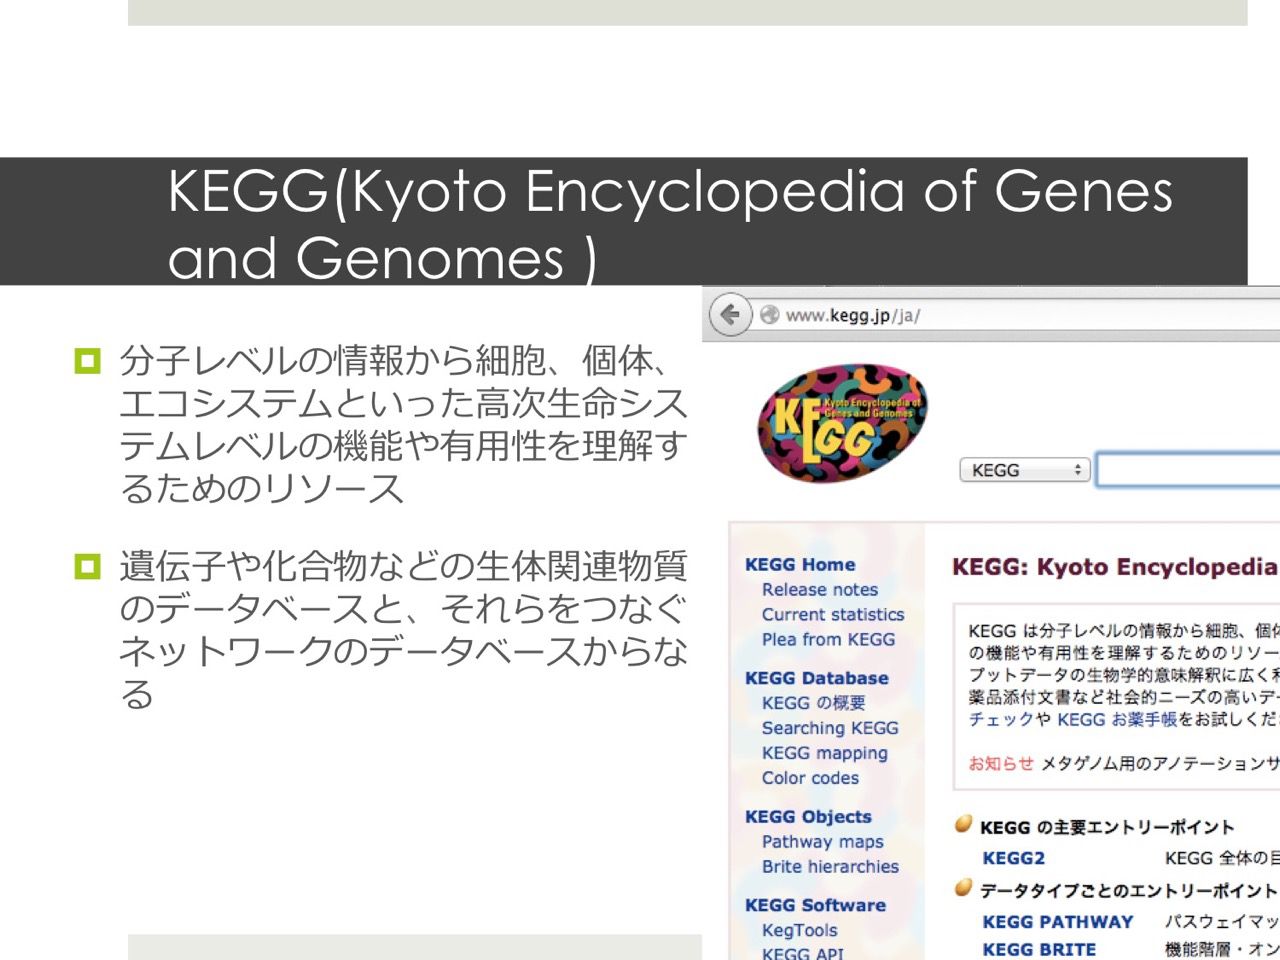 KEGG(Kyoto Encyclopedia of Genes
and Genomes )
分子レベルの情報から細胞、個体、
エコシステムといった高次生命シス
テムレベルの機能や有用性を理解す
るためのリソース
遺伝子や化合物などの生体関連物質
のデータベースと、それらをつなぐ
ネットワークのデータベースからな
る
www.kegg.jp/ja/
KEGG
Kyoto Encyclopedia of
Genes and Genomes
KEGG
KEGG Home
Release notes
Current statistics
Plea from KEGG
KEGG Database
KEGG の概要
Searching KEGG
KEGG mapping
Color codes
KEGG Objects
Pathway maps
Brite hierarchies
KEGG Software
KegTools
KEGG API
KEGG: Kyoto Encyclopedia
KEGG は分子レベルの情報から細胞、個体
の機能や有用性を理解するためのリソー
プットデータの生物学的意味解釈に広く利
薬品添付文書など社会的ニーズの高いデー
チェックや KEGG お薬手帳をお試しくだ
お知らせ メタゲノム用のアノテーションサ
KEGG の主要エントリーポイント
KEGG2 KEGG 全体の目
データタイプごとのエントリーポイント
KEGG PATHWAY パスウェイマッ
KEGG BRITE 機能階層・オン